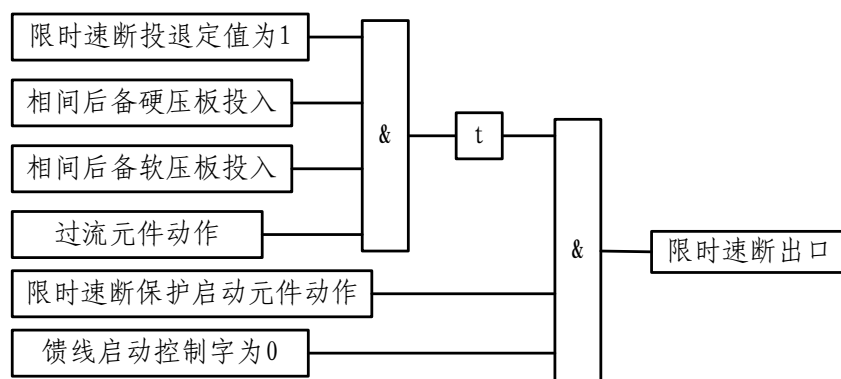 限时速断投退定值为1
相间后备硬压板投入
相间后备软压板投入
过流元件动作
限时速断保护启动元件动作
馈线启动控制字为0
&
t
&
限时速断出口